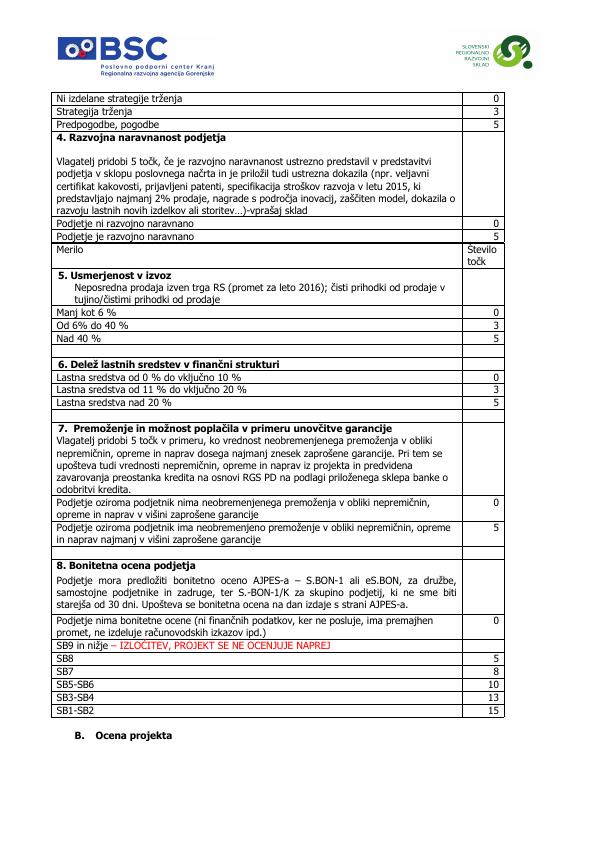 BSC
Poslovno podporni center Kranj
Regionalna razvojna agencija Gorenjske
SLOVENSKI
REGIONALNO
RAZVOJNI
SKLAD
Ni izdelane strategije trženja 0
Strategija trženja 3
Predpogodbe, pogodbe 5
4. Razvojna naravnanost podjetja
Vlagatelj pridobi 5 točk, če je razvojno naravnanost ustrezno predstavil v predstavitvi
podjetja v sklopu poslovnega načrta in je priložil tudi ustrezna dokazila (npr. veljavni
certifikat kakovosti, prijavljeni patenti, specifikacija stroškov razvoja v letu 2015, ki
predstavljajo najmanj 2% prodaje, nagrade s področja inovacij, zaščiten model, dokazila o
razvoju lastnih novih izdelkov ali storitev…)-vprašaj sklad
Podjetje ni razvojno naravnano 0
Podjetje je razvojno naravnano 5
Merilo Število
točk
5. Usmerjenost v izvoz
Neposredna prodaja izven trga RS (promet za leto 2016); čisti prihodki od prodaje v
tujino/čistimi prihodki od prodaje
Manj kot 6 % 0
Od 6% do 40 % 3
Nad 40 % 5
6. Delež lastnih sredstev v finančni strukturi
Lastna sredstva od 0 % do vključno 10 % 0
Lastna sredstva od 11 % do vključno 20 % 3
Lastna sredstva nad 20 % 5
7. Premoženje in možnost poplačila v primeru unovčitve garancije
Vlagatelj pridobi 5 točk v primeru, ko vrednost neobremenjenega premoženja v obliki
nepremičnin, opreme in naprav dosega najmanj znesek zaprošene garancije. Pri tem se
upošteva tudi vrednosti nepremičnin, opreme in naprav iz projekta in predvidena
zavarovanja preostanka kredita na osnovi RGS PD na podlagi priloženega sklepa banke o
odobritvi kredita.
Podjetje oziroma podjetnik nima neobremenjenega premoženja v obliki nepremičnin, 0
opreme in naprav v višini zaprošene garancije
Podjetje oziroma podjetnik ima neobremenjeno premoženje v obliki nepremičnin, opreme 5
in naprav najmanj v višini zaprošene garancije
8. Bonitetna ocena podjetja
Podjetje mora predložiti bonitetno oceno AJPES-a – S.BON-1 ali eS.BON, za družbe,
samostojne podjetnike in zadruge, ter S.-BON-1/K za skupino podjetij, ki ne sme biti
starejša od 30 dni. Upošteva se bonitetna ocena na dan izdaje s strani AJPES-a.
Podjetje nima bonitetne ocene (ni finančnih podatkov, ker ne posluje, ima premajhen 0
promet, ne izdeluje računovodskih izkazov ipd.)
SB9 in nižje – IZLOČITEV, PROJEKT SE NE OCENJUJE NAPREJ
SB8 5
SB7 8
SB5-SB6 10
SB3-SB4 13
SB1-SB2 15
B. Ocena projekta